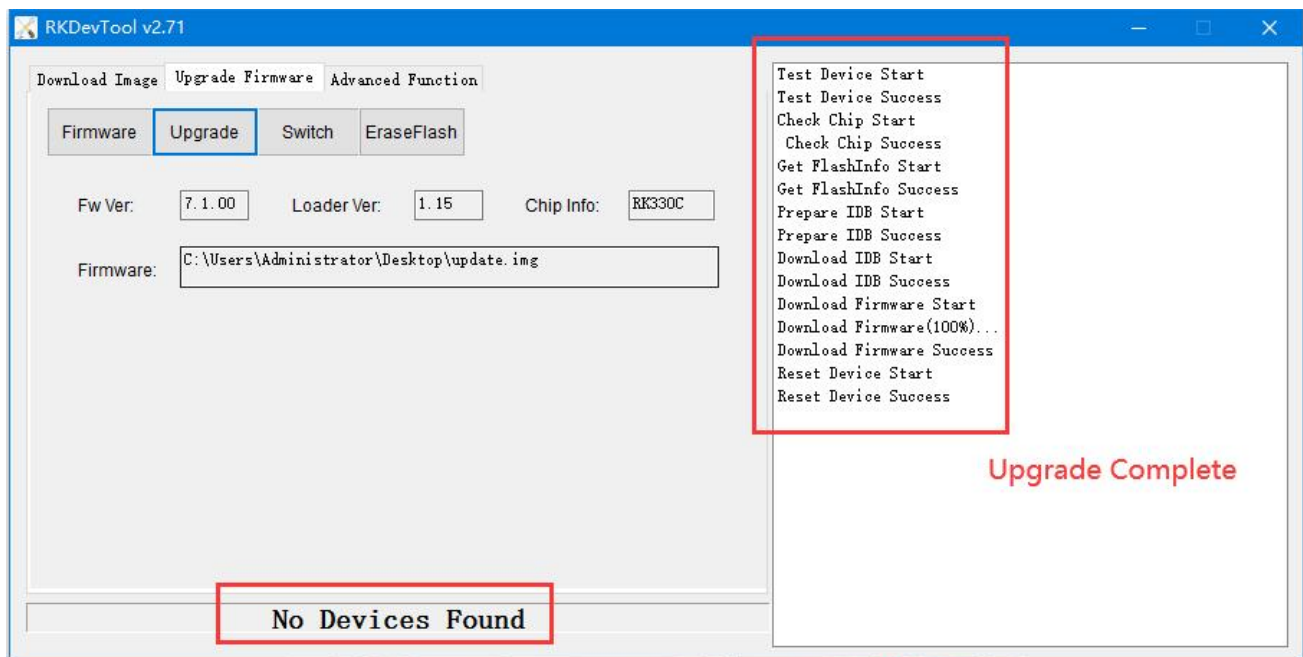 RKDevTool v2.71
Download Image Upgrade Firmware Advanced Function
Firmware Upgrade Switch EraseFlash
Fw Ver: 7.1.00 Loader Ver: 1.15 Chip Info: RK330C
Firmware: C:\Users\Administrator\Desktop\update.img
No Devices Found
Test Device Start
Test Device Success
Check Chip Start
Check Chip Success
Get FlashInfo Start
Get FlashInfo Success
Prepare IDB Start
Prepare IDB Success
Download IDB Start
Download IDB Success
Download Firmware Start
Download Firmware(100%)...
Download Firmware Success
Reset Device Start
Reset Device Success
Upgrade Complete